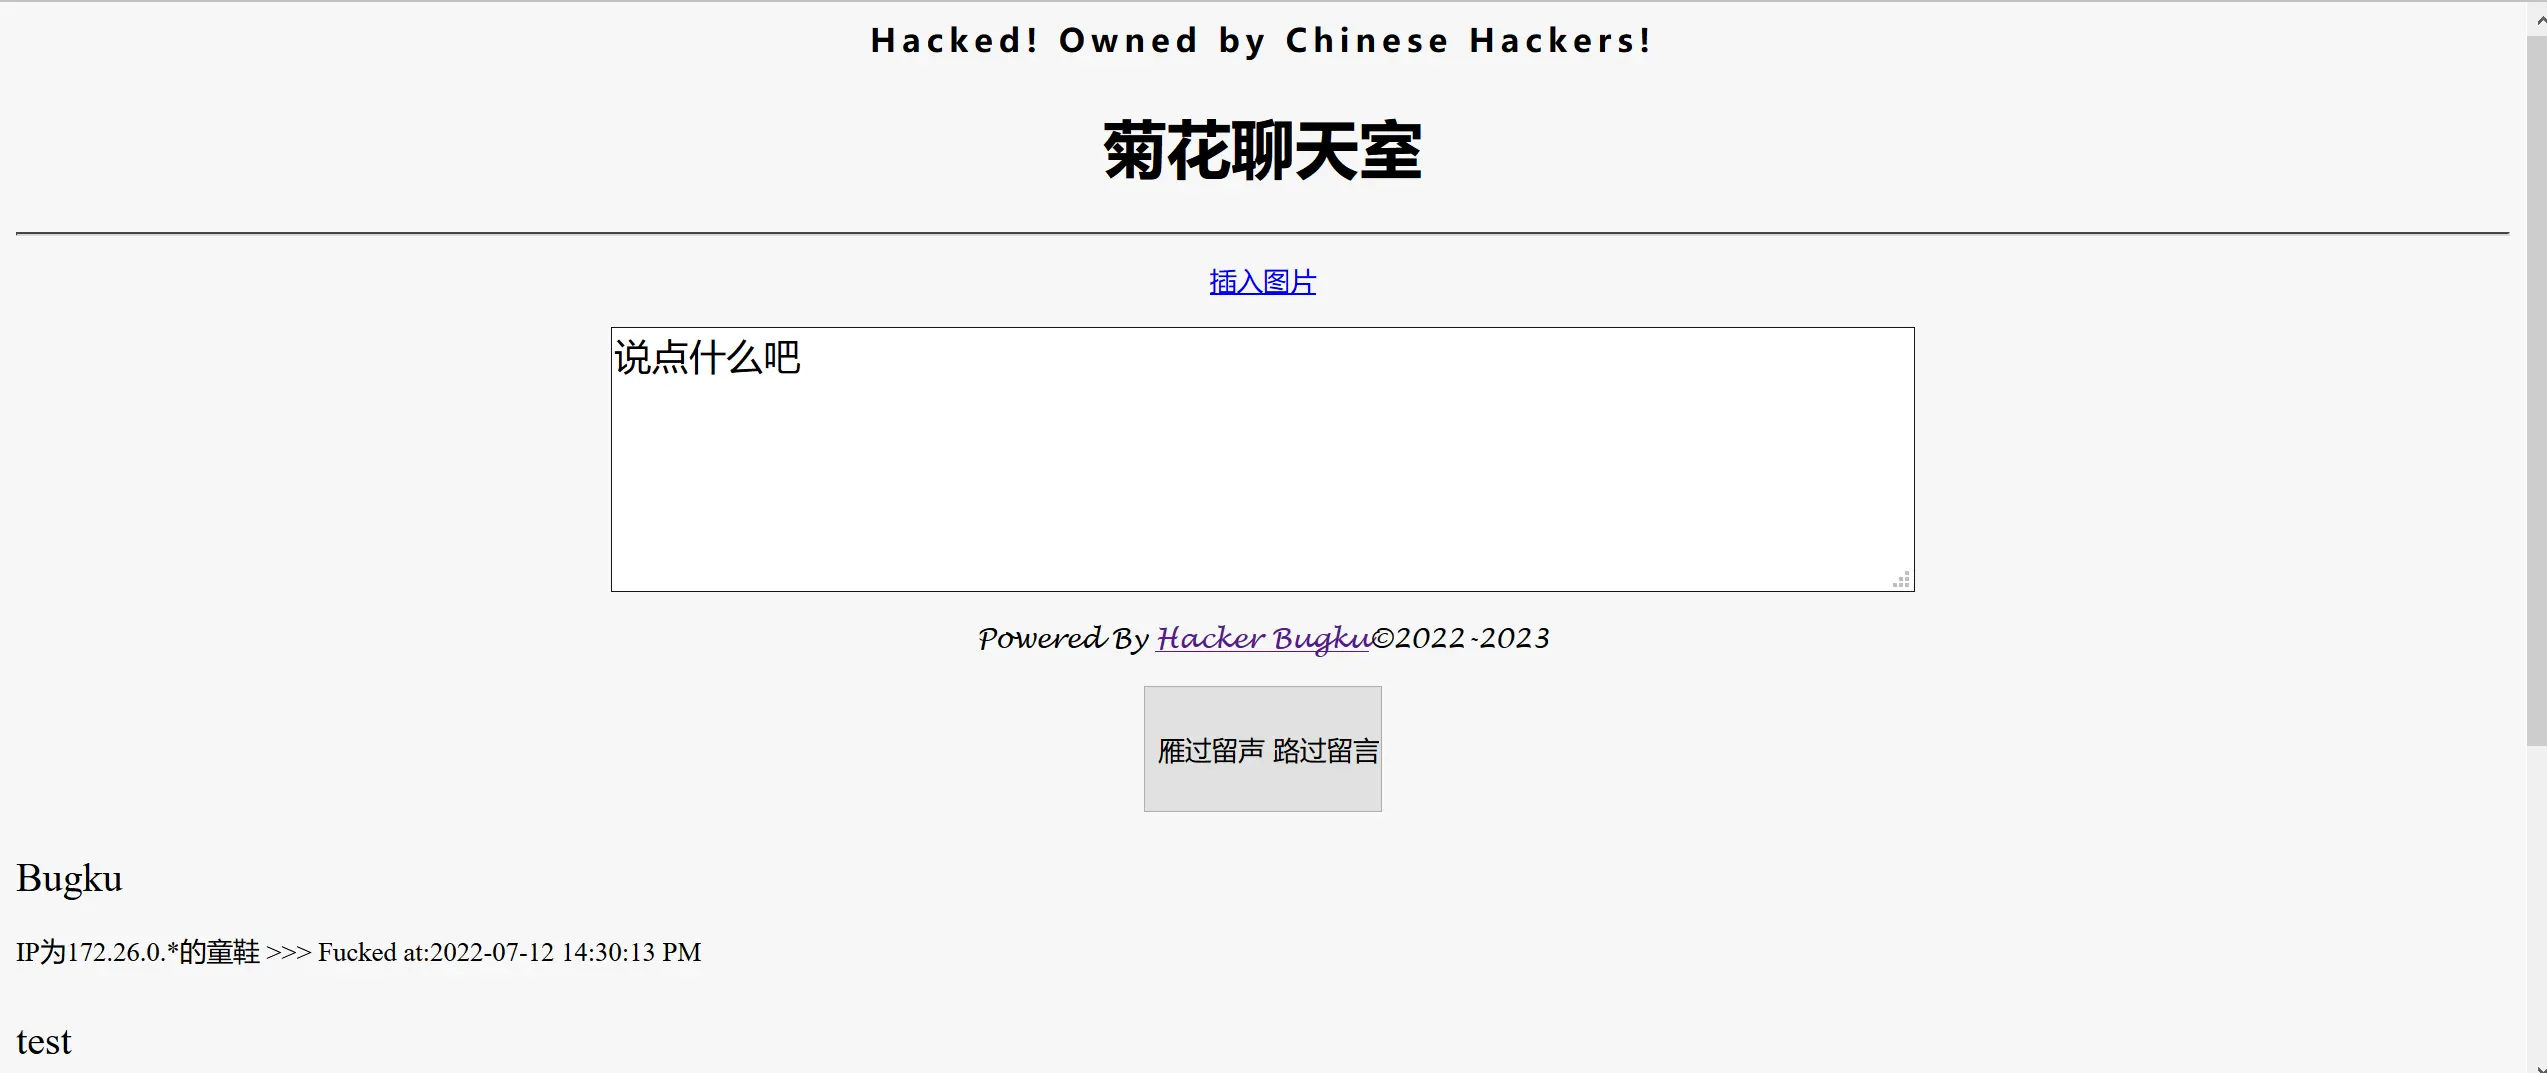 Hacked! Owned by Chinese Hackers!
菊花聊天室
插入图片
说点什么吧
Powered By Hacker Bugku©2022-2023
雁过留声 路过留言
Bugku
IP为172.26.0.*的童鞋 >>> Fucked at:2022-07-12 14:30:13 PM
test